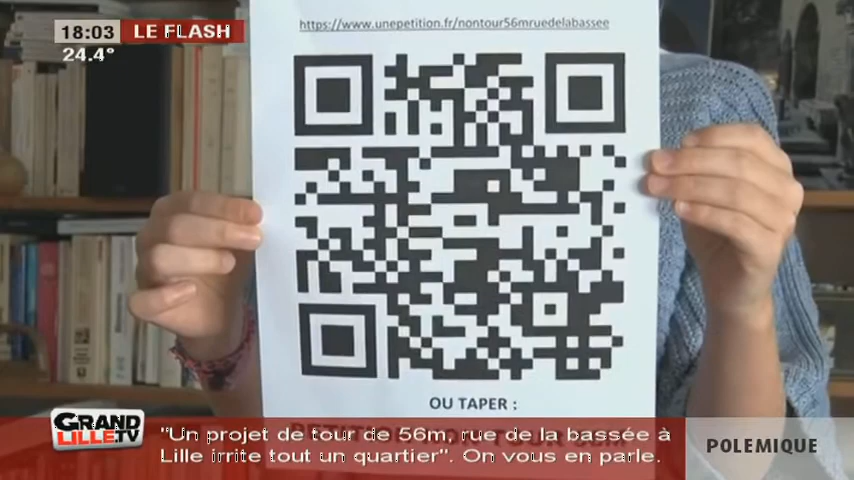 18:03 LE FLASH
24.4°
https://www.unepetition.fr/nontour56mruedelabassee
OU TAPER :
GRAND
LILLE.TV
"Un projet de tour de 56m, rue de la bassée à
Lille irrite tout un quartier". On vous en parle.
POLEMIQUE